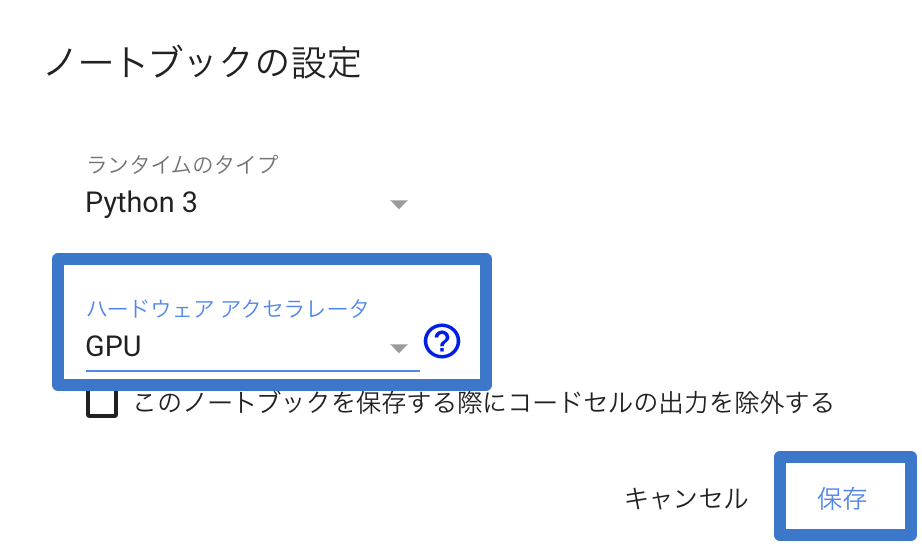 ノートブックの設定
ランタイムのタイプ
Python 3
ハードウェア アクセラレータ
GPU
?
このノートブックを保存する際にコードセルの出力を除外する
キャンセル 保存